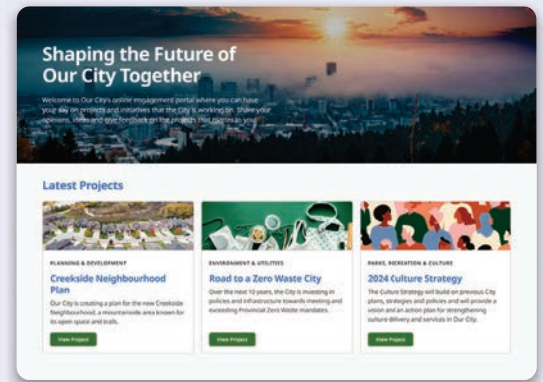 Shaping the Future of
Our City Together
Welcome to Our City's online engagement portal where you can have
your say on projects and initiatives that the City is working on. Share your
opinions, ideas and give feedback on the projects that matter to you.
Latest Projects
PLANNING & DEVELOPMENT
Creekside Neighbourhood
Plan
Our City is creating a plan for the new Creekside
Neighbourhood, a mountainside area known for
its open space and trails.
View Project
ENVIRONMENT & UTILITIES
Road to a Zero Waste City
Over the next 10 years, the City is investing in
policies and infrastructure towards meeting and
exceeding Provincial Zero Waste mandates.
View Project
PARKS, RECREATION & CULTURE
2024 Culture Strategy
The Culture Strategy will build on previous City
plans, strategies and policies and will provide a
vision and an action plan for strengthening
culture delivery and services in Our City.
View Project